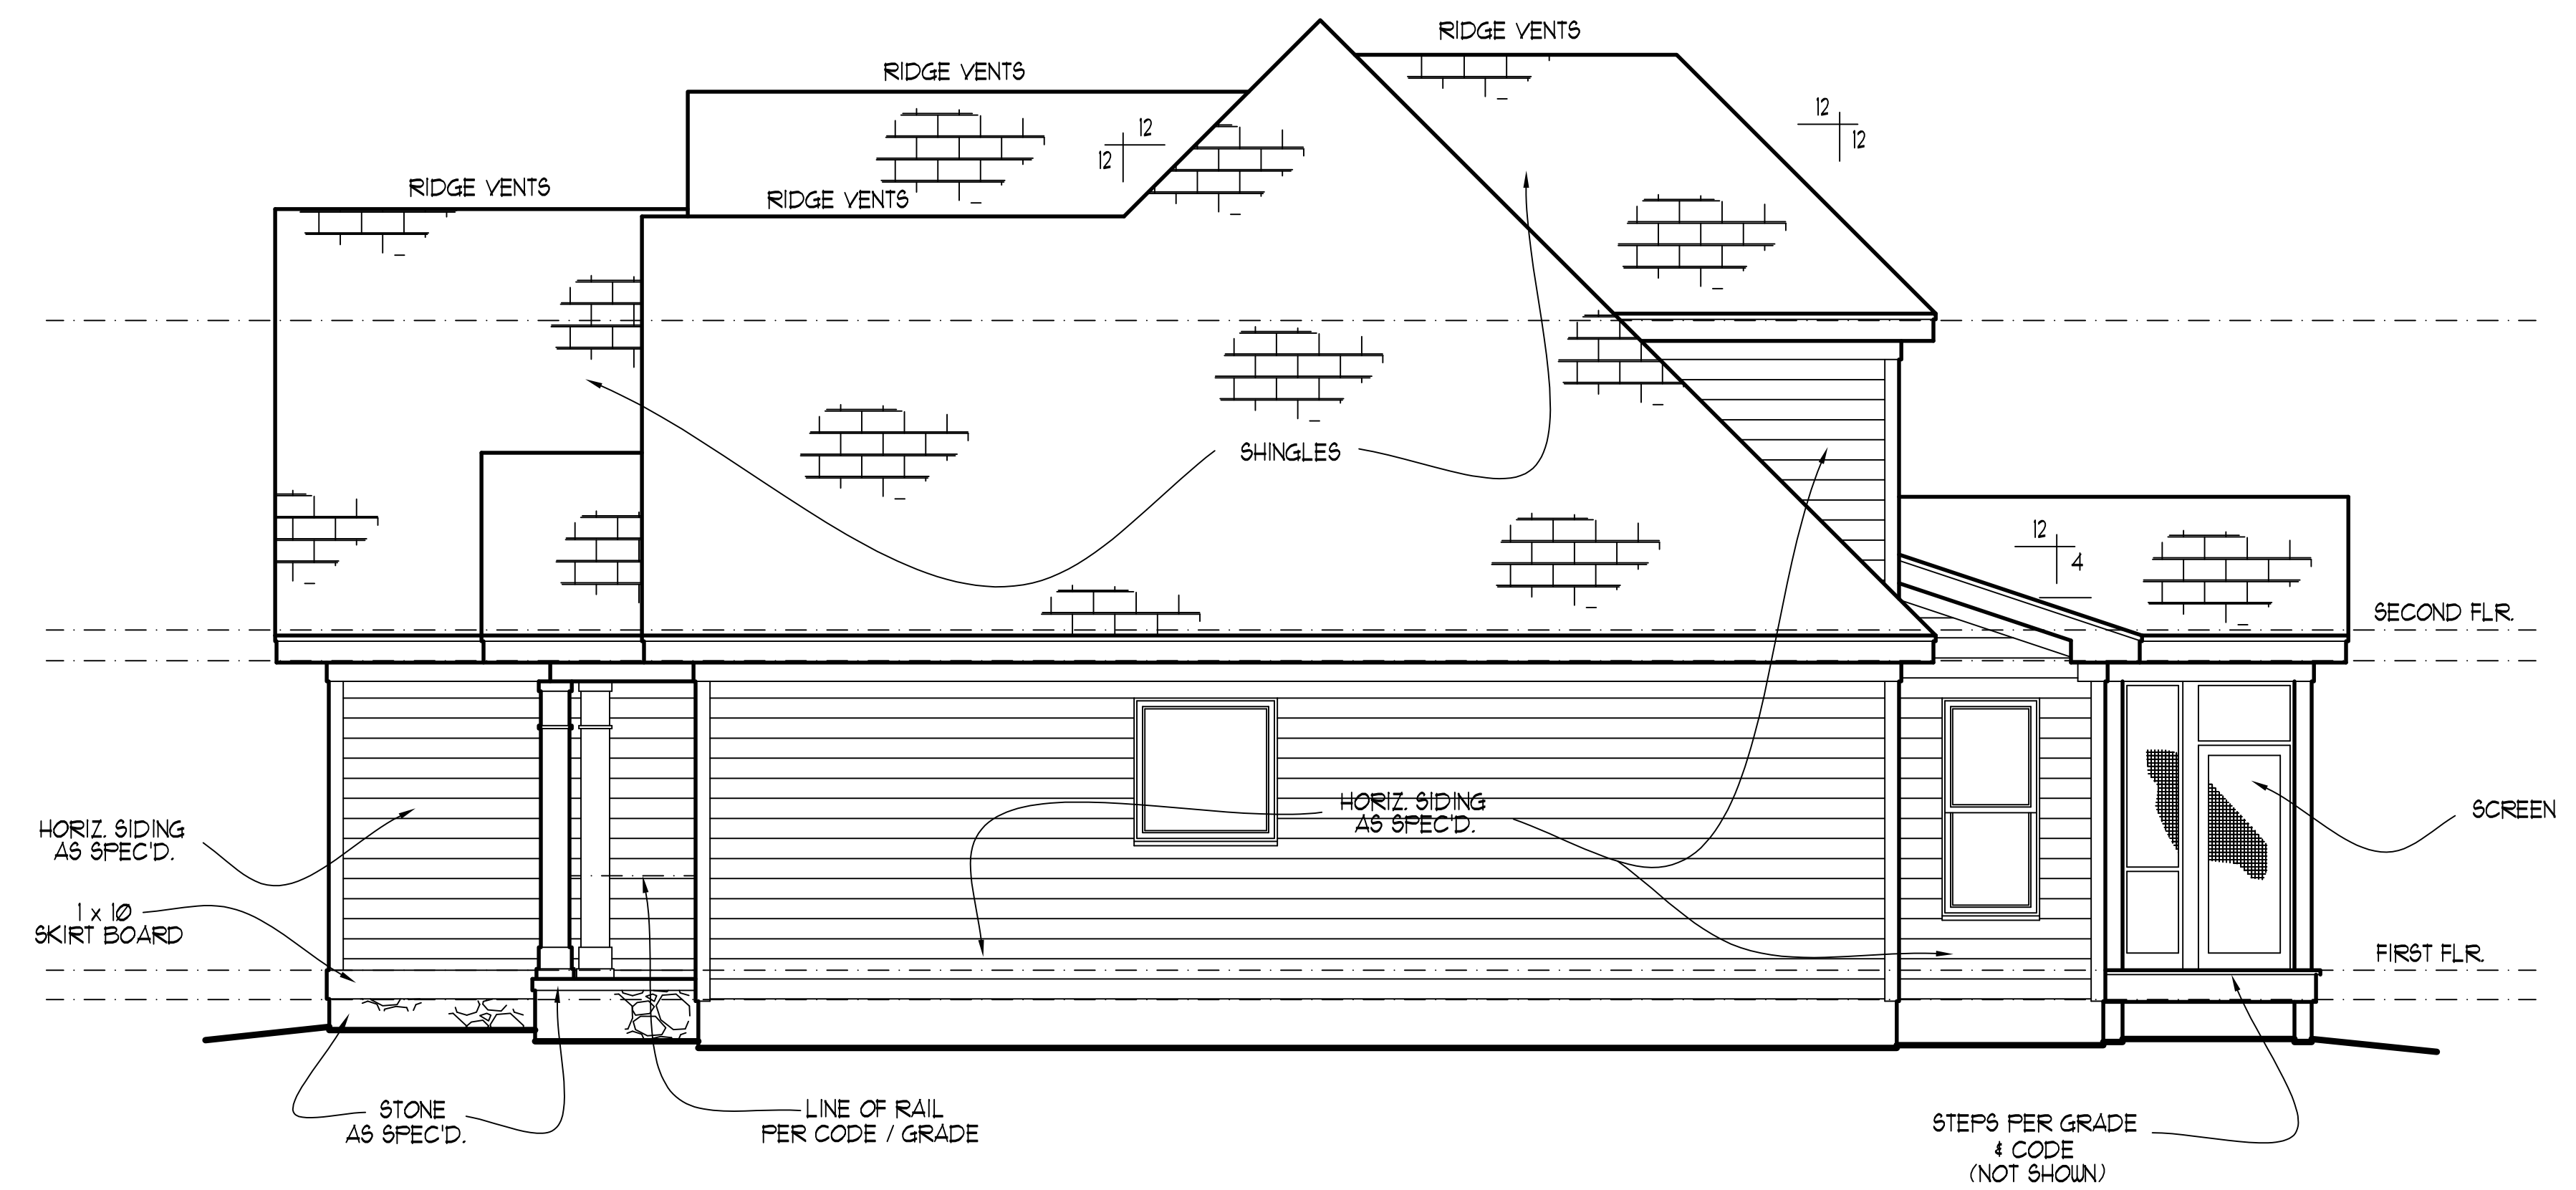 RIDGE VENTS
RIDGE VENTS
12
12
12
12
RIDGE VENTS
RIDGE VENTS
SHINGLES
12
4
SECOND FLR.
HORIZ. SIDING
AS SPEC'D.
HORIZ. SIDING
AS SPEC'D.
SCREEN
1 x 10
SKIRT BOARD
FIRST FLR.
STONE
AS SPEC'D.
LINE OF RAIL
PER CODE / GRADE
STEPS PER GRADE
& CODE
(NOT SHOWN)